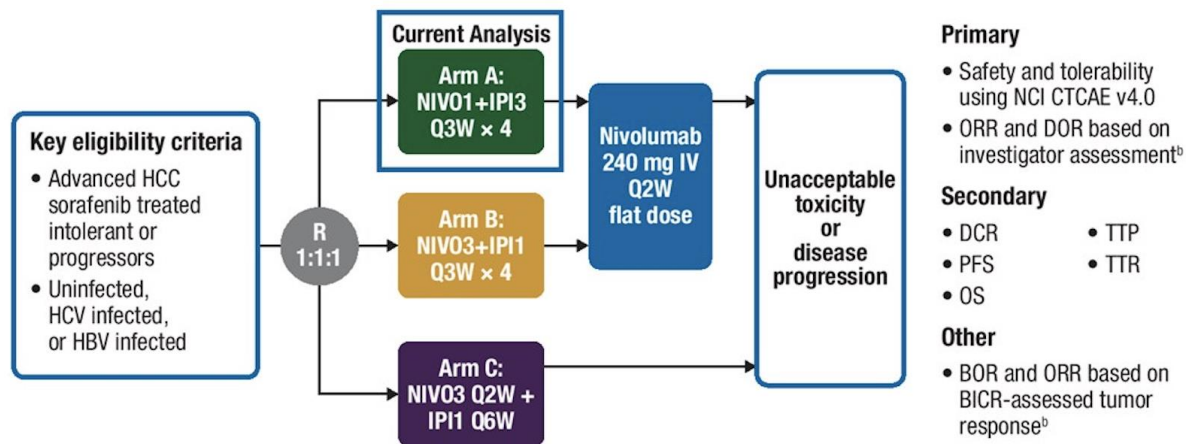 Key eligibility criteria
• Advanced HCC
sorafenib treated
intolerant or
progressors
• Uninfected,
HCV infected,
or HBV infected
R
1:1:1
Current Analysis
Arm A:
NIVO1+IPI3
Q3W × 4
Arm B:
NIVO3+IPI1
Q3W × 4
Arm C:
NIVO3 Q2W +
IPI1 Q6W
Nivolumab
240 mg IV
Q2W
flat dose
Unacceptable
toxicity
or
disease
progression
Primary
• Safety and tolerability
using NCI CTCAE v4.0
• ORR and DOR based on
investigator assessmentᵇ
Secondary
• DCR • TTP
• PFS • TTR
• OS
Other
• BOR and ORR based on
BICR-assessed tumor
responseᵇ